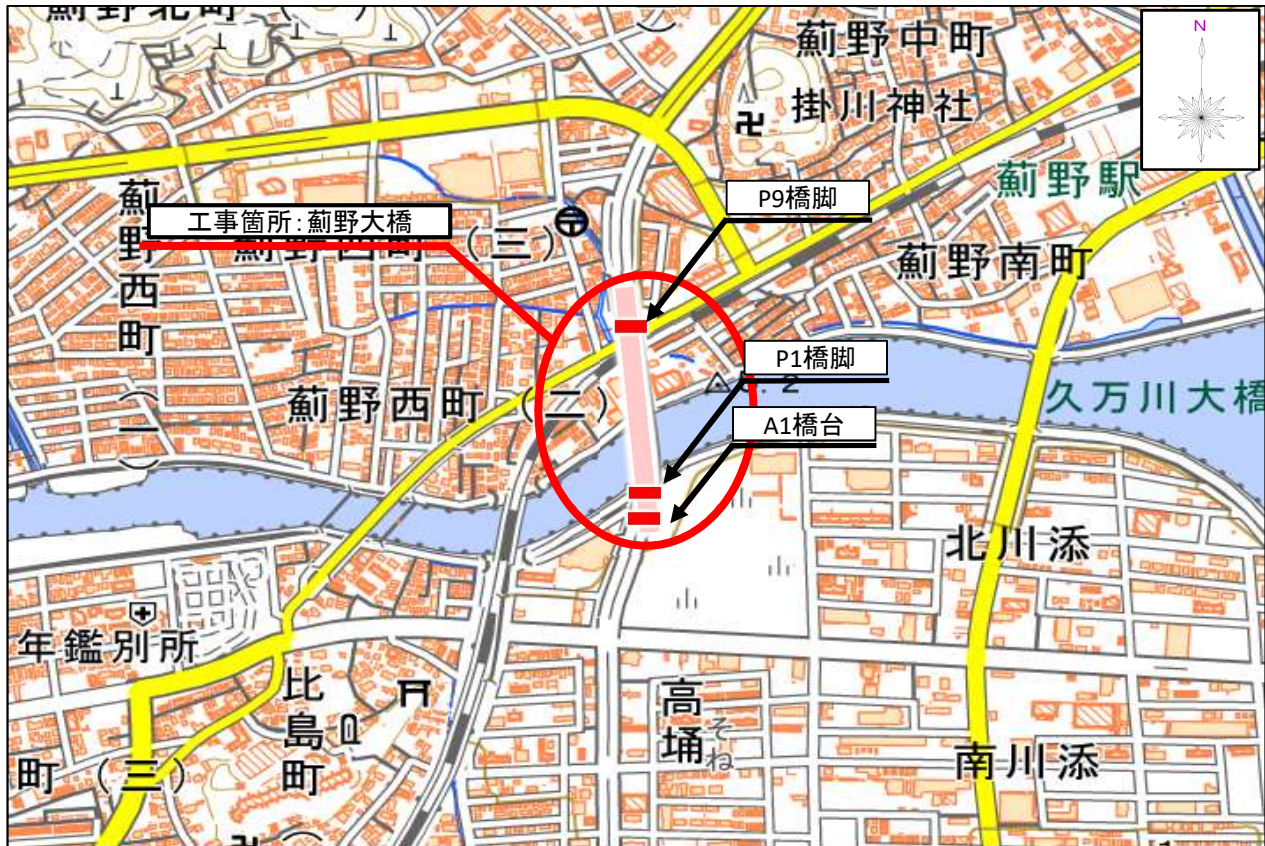 薊野北町(
薊野中町
N
掛川神社
薊野駅
P9橋脚
工事箇所:薊野大橋
薊野西町(三)
薊野西町(一)
薊野南町
P1橋脚
薊野西町(二)
久万川大橋
A1橋台
北川添
年鑑別所
比島町
高埇
そね
南川添
町(三)